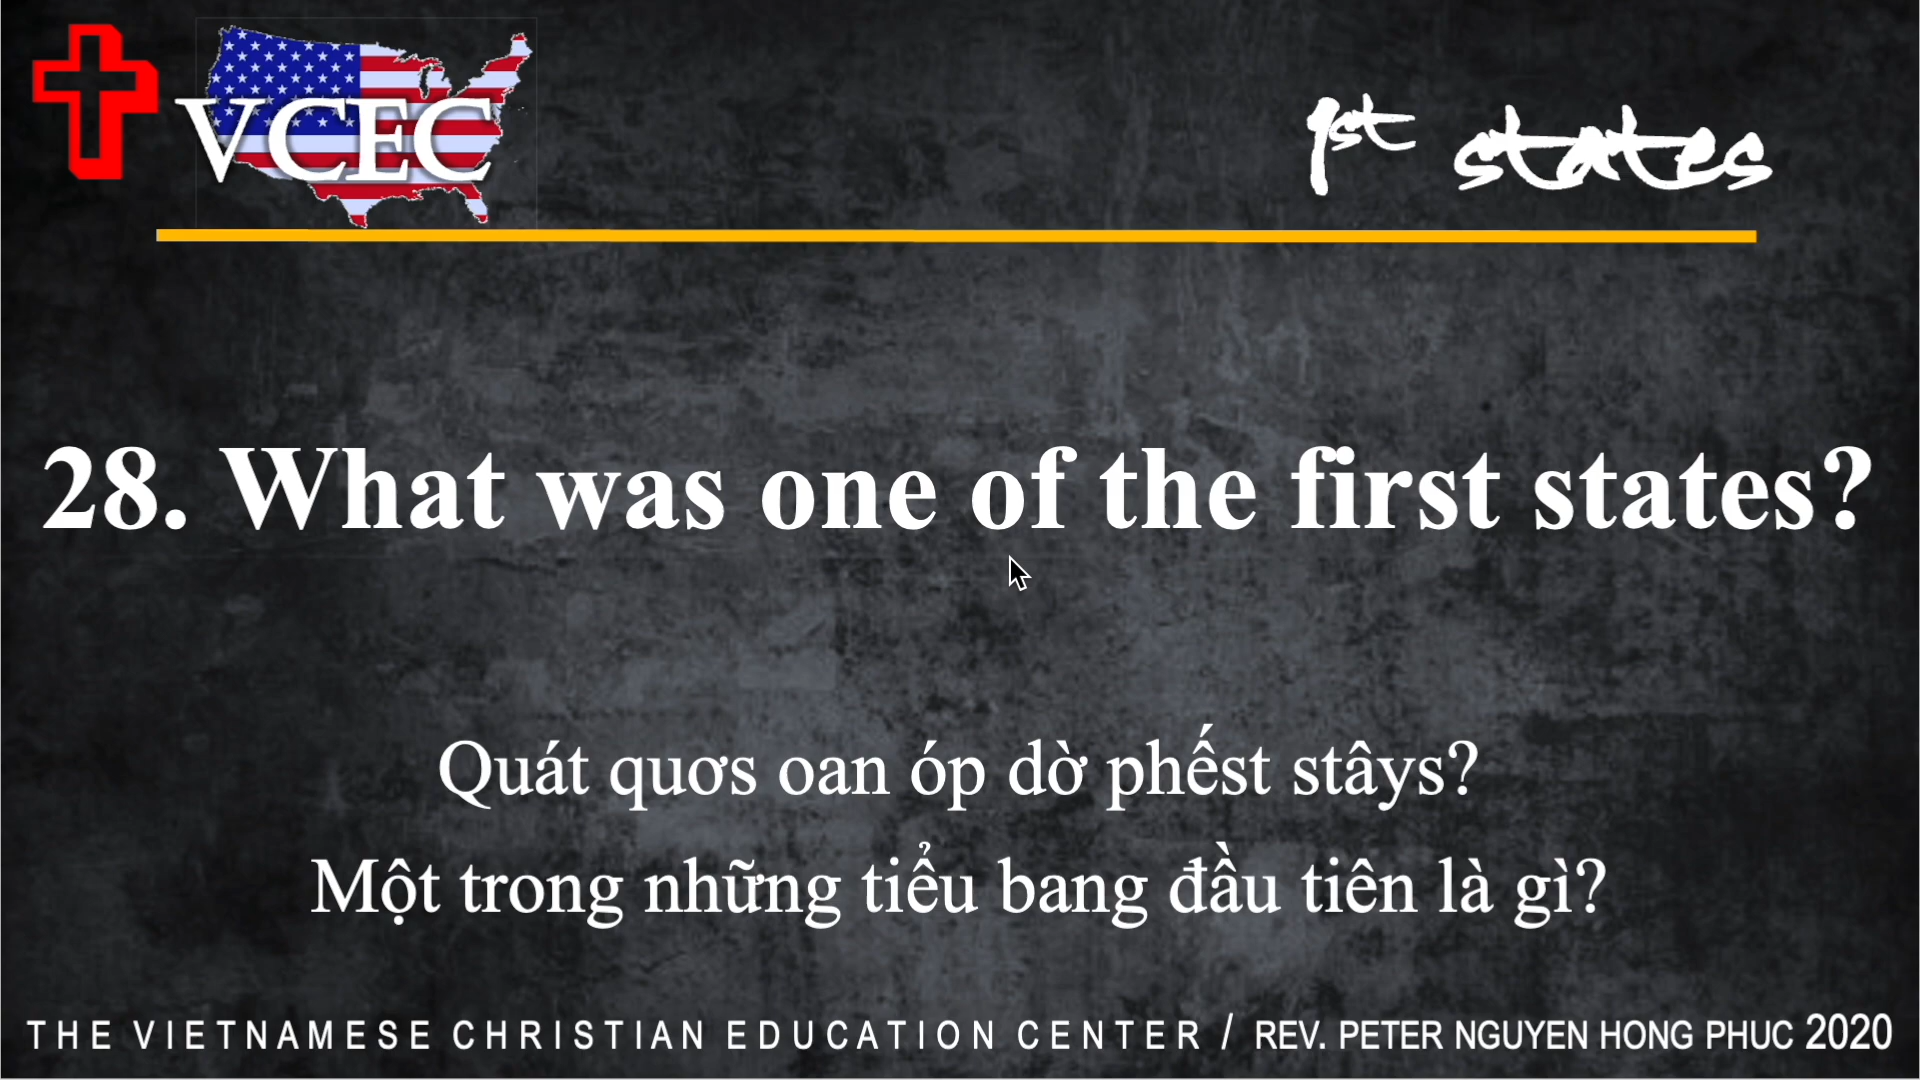 VCEC
1st states
28. What was one of the first states?
Quát quơs oan óp dờ phếst stâys?
Một trong những tiểu bang đầu tiên là gì?
THE VIETNAMESE CHRISTIAN EDUCATION CENTER / REV. PETER NGUYEN HONG PHUC 2020